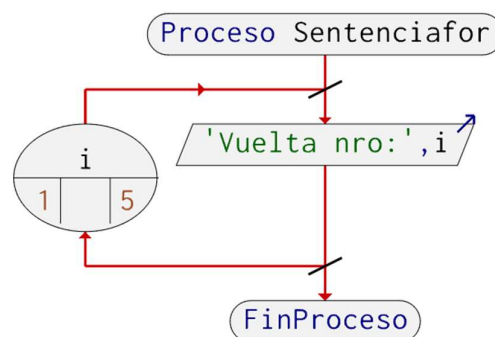 Proceso Sentenciafor
'Vuelta nro:',i
i
1 5
FinProceso